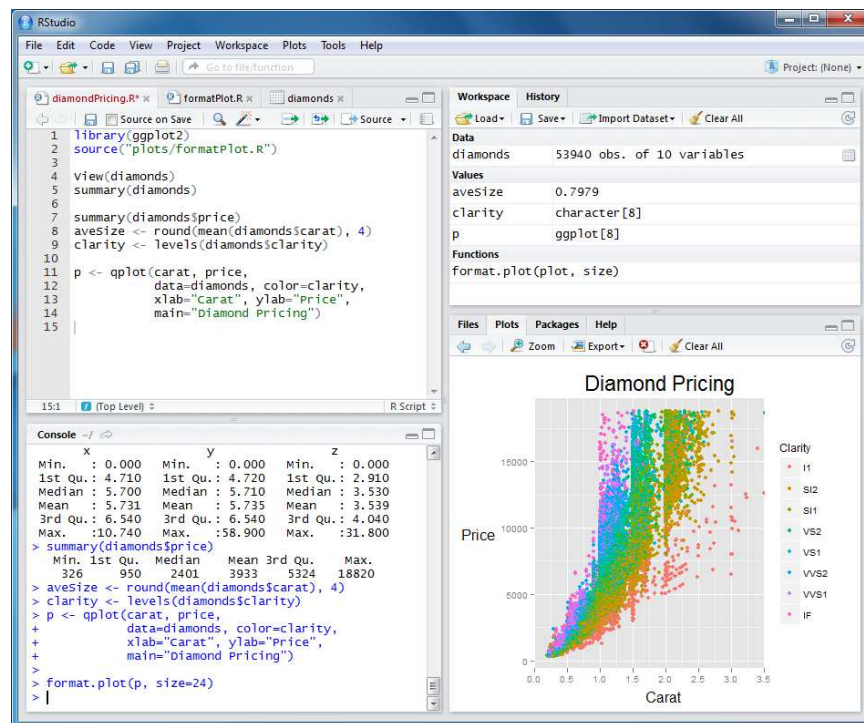 RStudio
File Edit Code View Project Workspace Plots Tools Help
Go to file/function
Project: (None)
diamondPricing.R* formatPlot.R diamonds
Source on Save Source
1 library(ggplot2)
2 source("plots/formatPlot.R")
3
4 View(diamonds)
5 summary(diamonds)
6
7 summary(diamonds$price)
8 aveSize <- round(mean(diamonds$carat), 4)
9 clarity <- levels(diamonds$clarity)
10
11 p <- qplot(carat, price,
12 data=diamonds, color=clarity,
13 xlab="Carat", ylab="Price",
14 main="Diamond Pricing")
15
15:1 (Top Level) R Script
Console ~/
x y z
Min. : 0.000 Min. : 0.000 Min. : 0.000
1st Qu.: 4.710 1st Qu.: 4.720 1st Qu.: 2.910
Median : 5.700 Median : 5.710 Median : 3.530
Mean : 5.731 Mean : 5.735 Mean : 3.539
3rd Qu.: 6.540 3rd Qu.: 6.540 3rd Qu.: 4.040
Max. :10.740 Max. :58.900 Max. :31.800
> summary(diamonds$price)
Min. 1st Qu. Median Mean 3rd Qu. Max.
326 950 2401 3933 5324 18820
> aveSize <- round(mean(diamonds$carat), 4)
> clarity <- levels(diamonds$clarity)
> p <- qplot(carat, price,
+ data=diamonds, color=clarity,
+ xlab="Carat", ylab="Price",
+ main="Diamond Pricing")
>
> format.plot(p, size=24)
>
Workspace History
Load Save Import Dataset Clear All
Data
diamonds 53940 obs. of 10 variables
Values
aveSize 0.7979
clarity character[8]
p ggplot[8]
Functions
format.plot(plot, size)
Files Plots Packages Help
Zoom Export Clear All
Diamond Pricing
Price
15000
10000
5000
0
0.0 0.5 1.0 1.5 2.0 2.5 3.0 3.5
Carat
Clarity
I1
SI2
SI1
VS2
VS1
VVS2
VVS1
IF